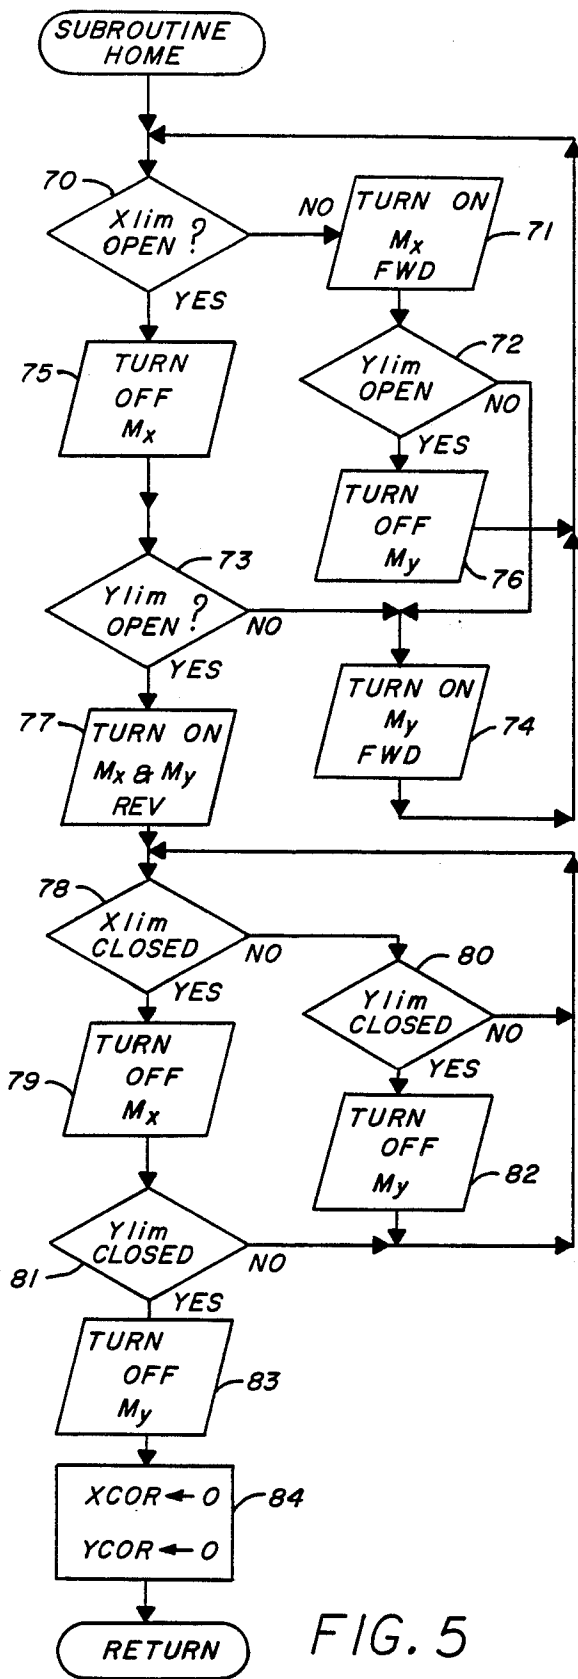 SUBROUTINE
HOME
70
Xlim
OPEN ?
NO
TURN ON
Mx
FWD
71
YES
75
TURN
OFF
Mx
72
Ylim
OPEN
NO
YES
TURN
OFF
My
76
73
Ylim
OPEN ?
NO
YES
77
TURN ON
Mx & My
REV
TURN ON
My
FWD
74
78
Xlim
CLOSED
NO
YES
80
Ylim
CLOSED
NO
YES
79
TURN
OFF
Mx
TURN
OFF
My
82
Ylim
CLOSED
81
NO
YES
TURN
OFF
My
83
XCOR ← 0
YCOR ← 0
84
RETURN
FIG. 5